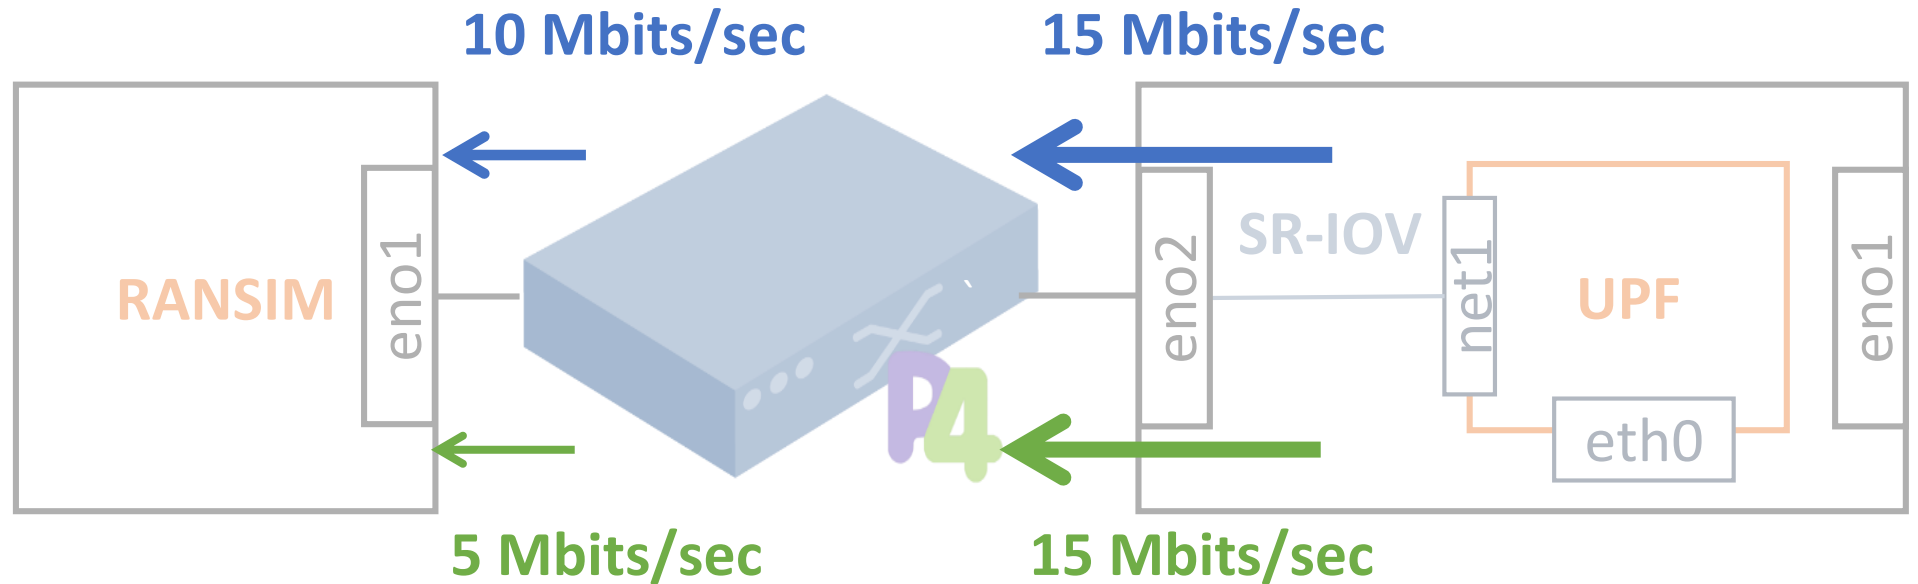 10 Mbits/sec
15 Mbits/sec
RANSIM
eno1
P4
eno2
SR-IOV
net1
UPF
eth0
eno1
5 Mbits/sec
15 Mbits/sec